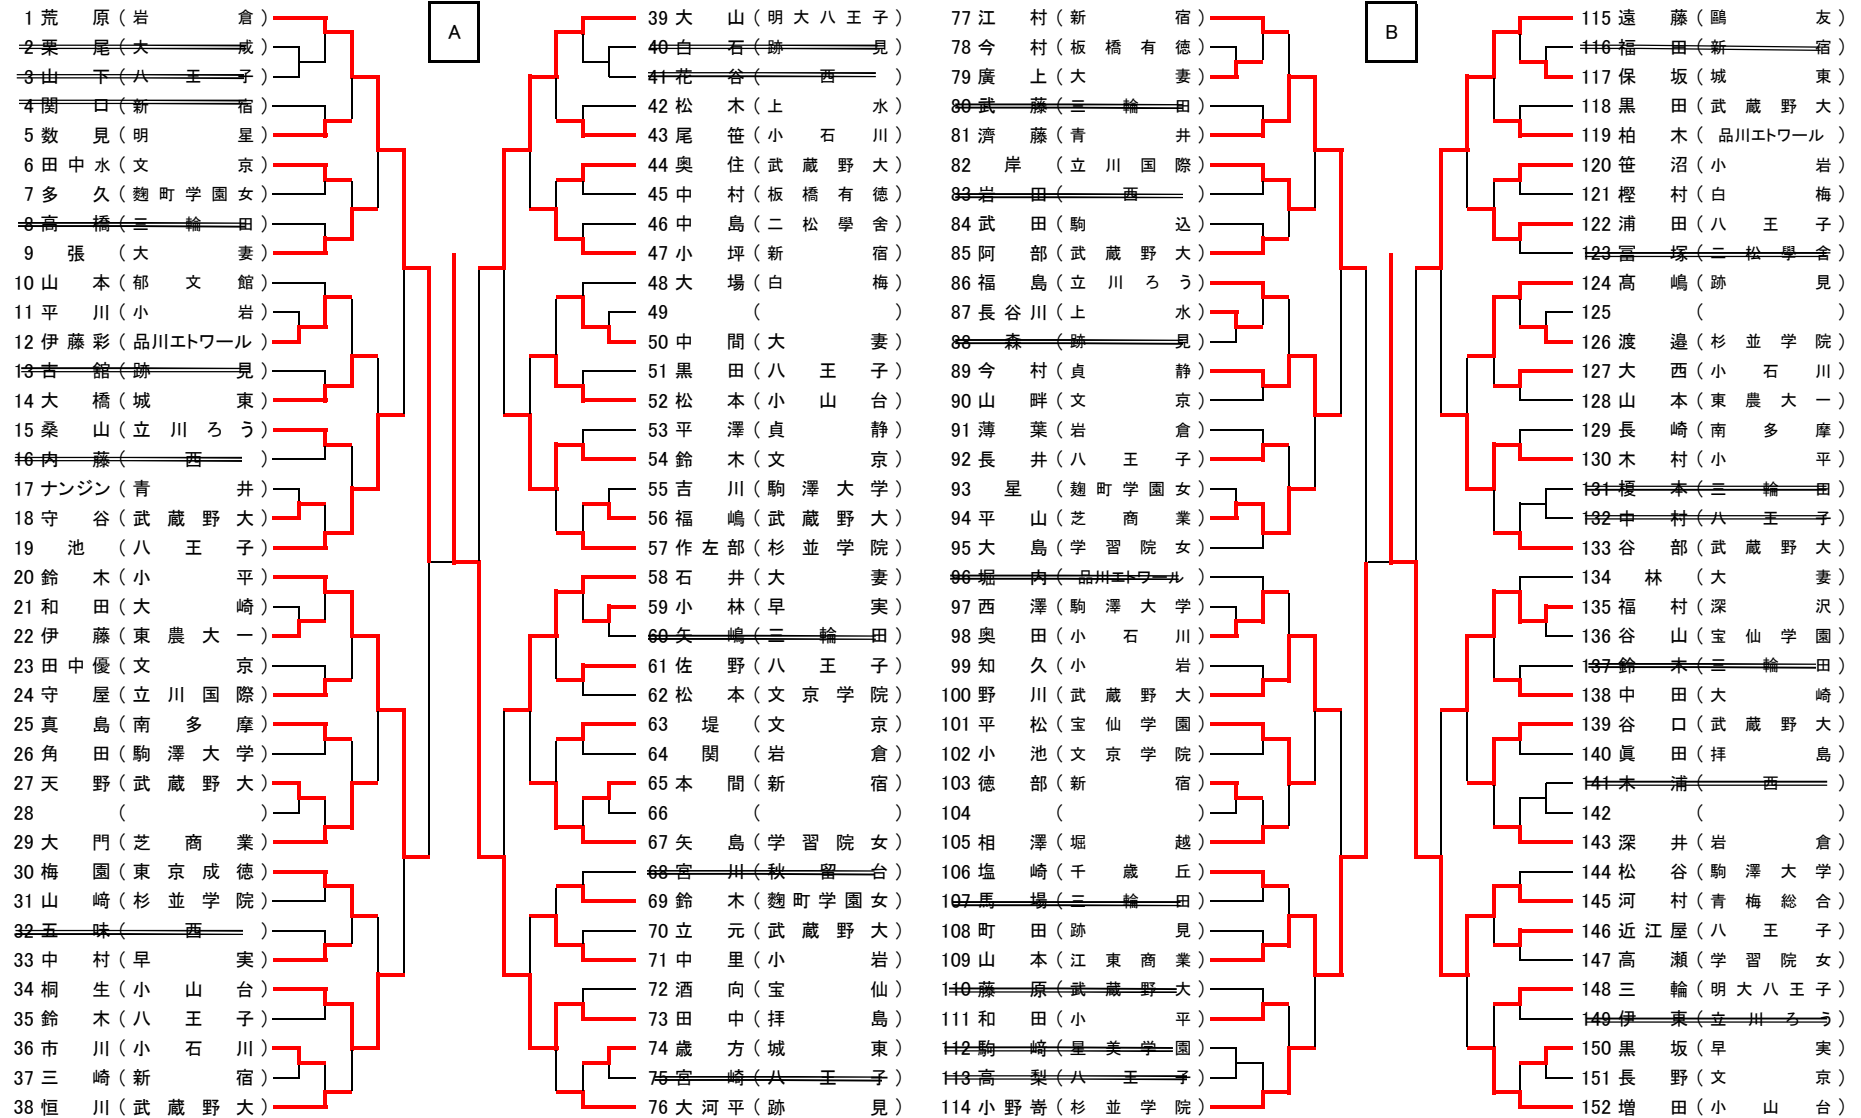 A
B
1 荒原(岩倉)
2 栗尾(大成)
3 山下(八王子)
4 関口(新宿)
5 数見(明星)
6 田中水(文京)
7 多久(麹町学園女)
8 高橋(三輪田)
9 張(大妻)
10 山本(郁文館)
11 平川(小岩)
12 伊藤彩(品川エトワール)
13 古舘(跡見)
14 大橋(城東)
15 桑山(立川ろう)
16 内藤(西)
17 ナンジン(青井)
18 守谷(武蔵野大)
19 池(八王子)
20 鈴木(小平)
21 和田(大崎)
22 伊藤(東農大一)
23 田中優(文京)
24 守屋(立川国際)
25 真島(南多摩)
26 角田(駒澤大学)
27 天野(武蔵野大)
28 ( )
29 大門(芝商業)
30 梅園(東京成徳)
31 山﨑(杉並学院)
32 五味(西)
33 中村(早実)
34 桐生(小山台)
35 鈴木(八王子)
36 市川(小石川)
37 三崎(新宿)
38 恒川(武蔵野大)
39 大山(明大八王子)
40 白石(跡見)
41 花谷(西)
42 松木(上水)
43 尾笹(小石川)
44 奥住(武蔵野大)
45 中村(板橋有徳)
46 中島(二松學舍)
47 小坪(新宿)
48 大場(白梅)
49 ( )
50 中間(大妻)
51 黒田(八王子)
52 松本(小山台)
53 平澤(貞静)
54 鈴木(文京)
55 吉川(駒澤大学)
56 福嶋(武蔵野大)
57 作左部(杉並学院)
58 石井(大妻)
59 小林(早実)
60 矢嶋(三輪田)
61 佐野(八王子)
62 松本(文京学院)
63 堤(文京)
64 関(岩倉)
65 本間(新宿)
66 ( )
67 矢島(学習院女)
68 宮川(秋留台)
69 鈴木(麹町学園女)
70 立元(武蔵野大)
71 中里(小岩)
72 酒向(宝仙)
73 田中(拝島)
74 歳方(城東)
75 宮崎(八王子)
76 大河平(跡見)
77 江村(新宿)
78 今村(板橋有徳)
79 廣上(大妻)
80 武藤(三輪田)
81 濟藤(青井)
82 岸(立川国際)
83 岩田(西)
84 武田(駒込)
85 阿部(武蔵野大)
86 福島(立川ろう)
87 長谷川(上水)
88 森(跡見)
89 今村(貞静)
90 山畔(文京)
91 薄葉(岩倉)
92 長井(八王子)
93 星(麹町学園女)
94 平山(芝商業)
95 大島(学習院女)
96 堀内(品川エトワール)
97 西澤(駒澤大学)
98 奥田(小石川)
99 知久(小岩)
100 野川(武蔵野大)
101 平松(宝仙学園)
102 小池(文京学院)
103 徳部(新宿)
104 ( )
105 相澤(堀越)
106 塩崎(千歳丘)
107 馬場(三輪田)
108 町田(跡見)
109 山本(江東商業)
110 藤原(武蔵野大)
111 和田(小平)
112 駒﨑(星美学園)
113 高梨(八王子)
114 小野嵜(杉並学院)
115 遠藤(鷗友)
116 福田(新宿)
117 保坂(城東)
118 黒田(武蔵野大)
119 柏木(品川エトワール)
120 笹沼(小岩)
121 樫村(白梅)
122 浦田(八王子)
123 冨塚(二松學舍)
124 髙嶋(跡見)
125 ( )
126 渡邉(杉並学院)
127 大西(小石川)
128 山本(東農大一)
129 長崎(南多摩)
130 木村(小平)
131 榎本(三輪田)
132 中村(八王子)
133 谷部(武蔵野大)
134 林(大妻)
135 福村(深沢)
136 谷山(宝仙学園)
137 鈴木(三輪田)
138 中田(大崎)
139 谷口(武蔵野大)
140 眞田(拝島)
141 木浦(西)
142 ( )
143 深井(岩倉)
144 松谷(駒澤大学)
145 河村(青梅総合)
146 近江屋(八王子)
147 高瀬(学習院女)
148 三輪(明大八王子)
149 伊東(立川ろう)
150 黒坂(早実)
151 長野(文京)
152 増田(小山台)